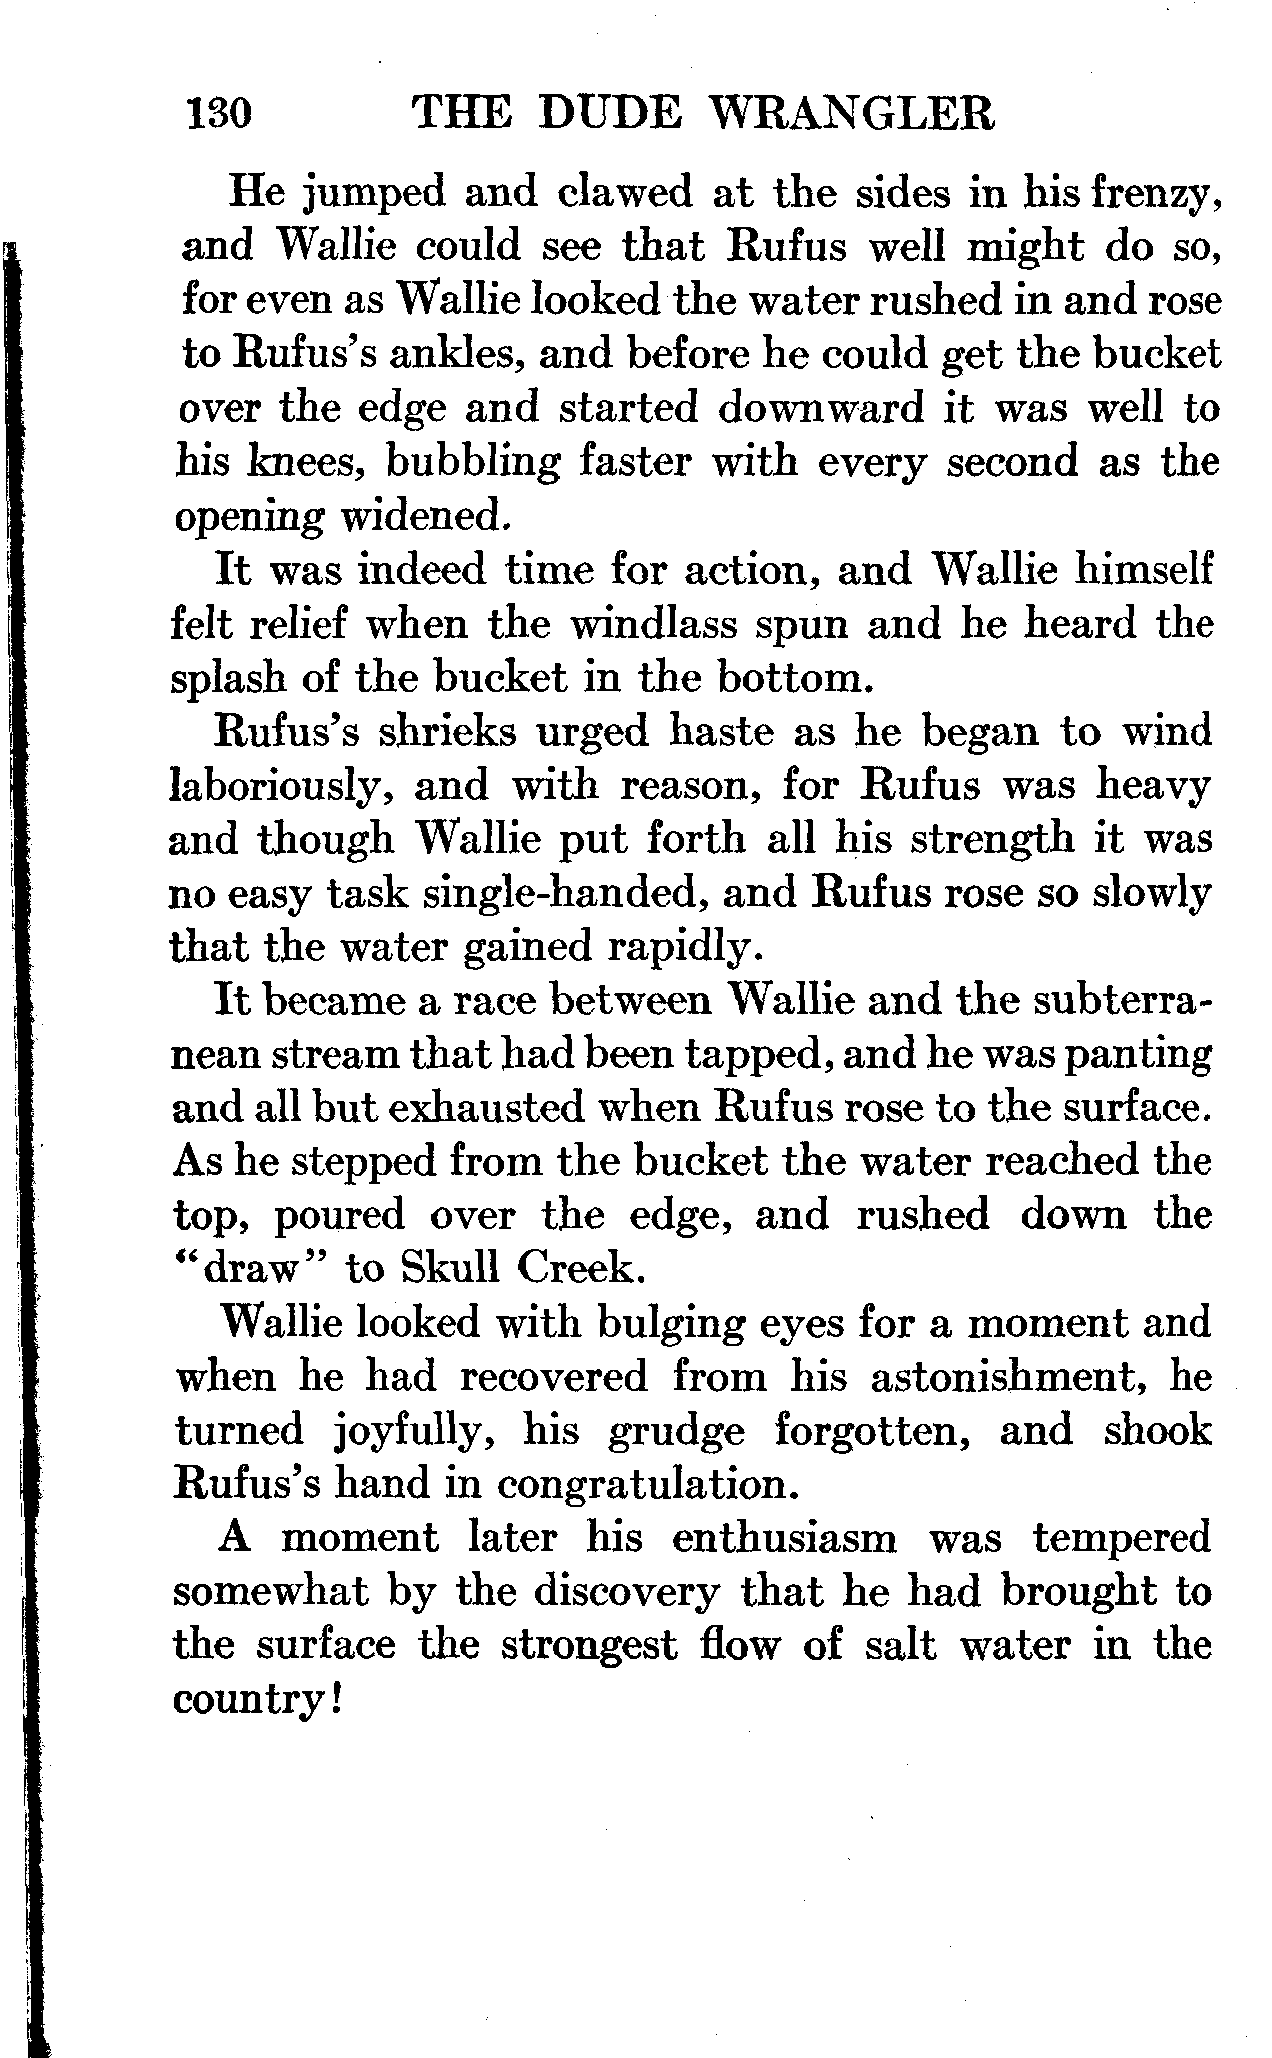 130 THE DUDE WRANGLER
He jumped and clawed at the sides in his frenzy,
and Wallie could see that Rufus well might do so,
for even as Wallie looked the water rushed in and rose
to Rufus's ankles, and before he could get the bucket
over the edge and started downward it was well to
his knees, bubbling faster with every second as the
opening widened.
It was indeed time for action, and Wallie himself
felt relief when the windlass spun and he heard the
splash of the bucket in the bottom.
Rufus's shrieks urged haste as he began to wind
laboriously, and with reason, for Rufus was heavy
and though Wallie put forth all his strength it was
no easy task single-handed, and Rufus rose so slowly
that the water gained rapidly.
It became a race between Wallie and the subterra-
nean stream that had been tapped, and he was panting
and all but exhausted when Rufus rose to the surface.
As he stepped from the bucket the water reached the
top, poured over the edge, and rushed down the
“draw” to Skull Creek.
Wallie looked with bulging eyes for a moment and
when he had recovered from his astonishment, he
turned joyfully, his grudge forgotten, and shook
Rufus's hand in congratulation.
A moment later his enthusiasm was tempered
somewhat by the discovery that he had brought to
the surface the strongest flow of salt water in the
country!